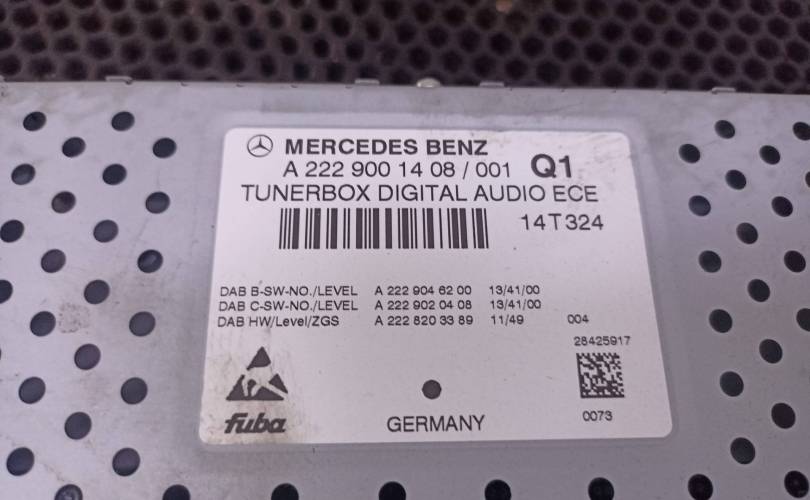 MERCEDES BENZ
A 222 900 14 08 / 001 Q1
TUNERBOX DIGITAL AUDIO ECE
14T324
DAB B-SW-NO./LEVEL A 222 904 62 00 13/41/00
DAB C-SW-NO./LEVEL A 222 902 04 08 13/41/00
DAB HW/Level/ZGS A 222 820 33 89 11/49 004
28425917
fuba
GERMANY
0073